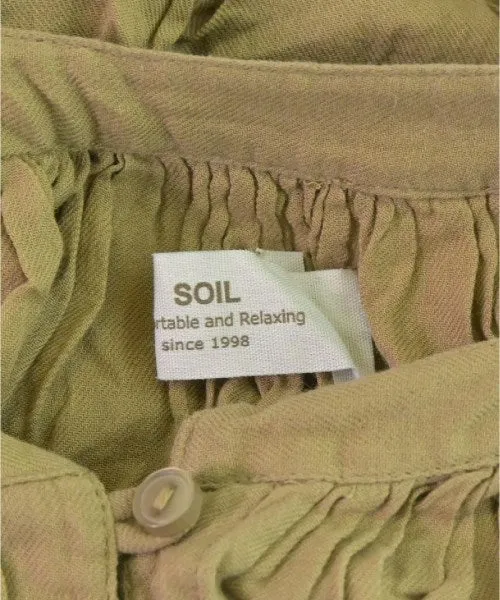 SOIL
rtable and Relaxing
since 1998